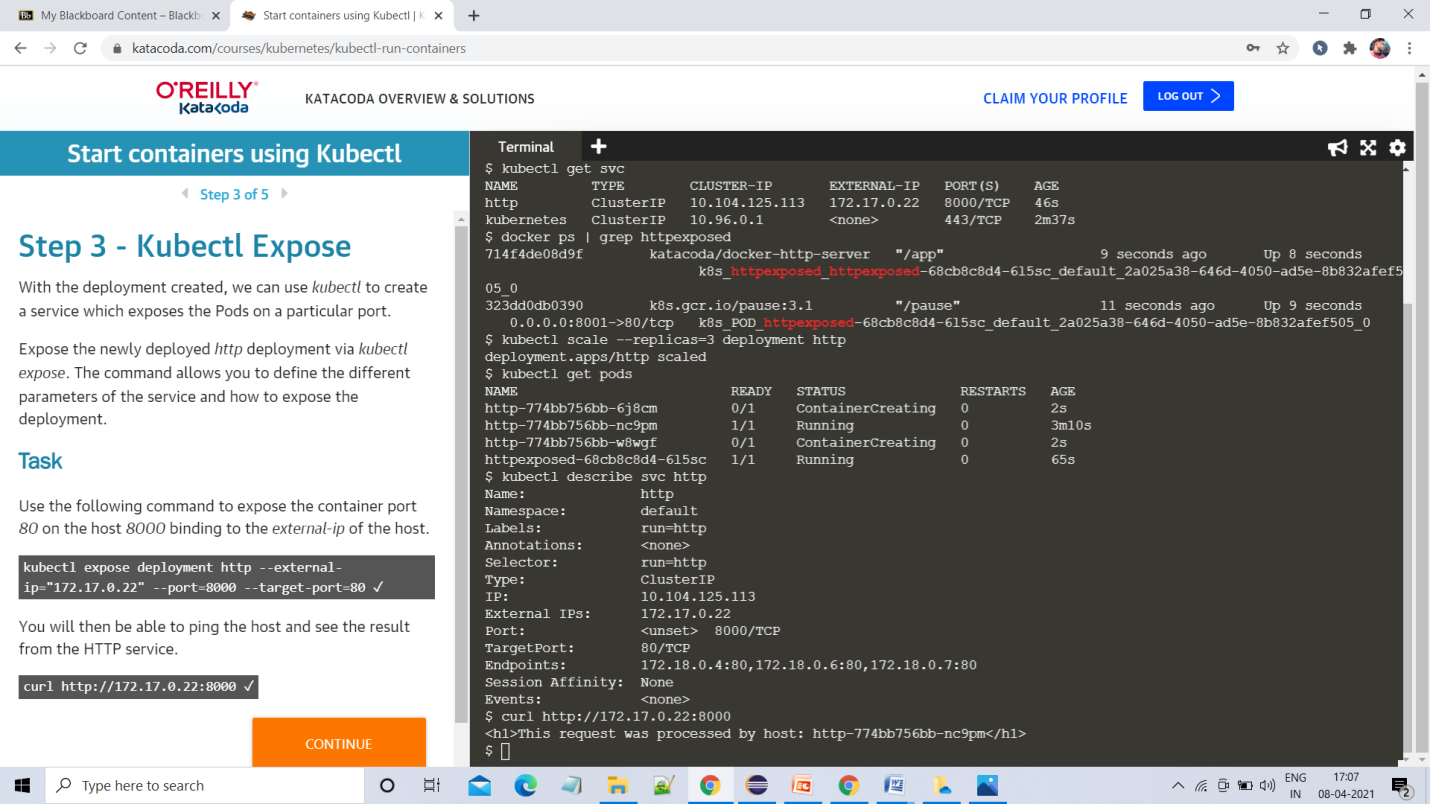 My Blackboard Content – Blackbo
Start containers using Kubectl | K
katacoda.com/courses/kubernetes/kubectl-run-containers
O'REILLY®
Katacoda
KATACODA OVERVIEW & SOLUTIONS
CLAIM YOUR PROFILE
LOG OUT
Start containers using Kubectl
Step 3 of 5
Step 3 - Kubectl Expose
With the deployment created, we can use kubectl to create
a service which exposes the Pods on a particular port.
Expose the newly deployed http deployment via kubectl
expose. The command allows you to define the different
parameters of the service and how to expose the
deployment.
Task
Use the following command to expose the container port
80 on the host 8000 binding to the external-ip of the host.
kubectl expose deployment http --external-
ip="172.17.0.22" --port=8000 --target-port=80 ✓
You will then be able to ping the host and see the result
from the HTTP service.
curl http://172.17.0.22:8000 ✓
CONTINUE
Terminal
$ kubectl get svc
NAME TYPE CLUSTER-IP EXTERNAL-IP PORT(S) AGE
http ClusterIP 10.104.125.113 172.17.0.22 8000/TCP 46s
kubernetes ClusterIP 10.96.0.1 <none> 443/TCP 2m37s
$ docker ps | grep httpexposed
714f4de08d9f katacoda/docker-http-server "/app" 9 seconds ago Up 8 seconds
k8s_httpexposed_httpexposed-68cb8c8d4-6l5sc_default_2a025a38-646d-4050-ad5e-8b832afef5
05_0
323dd0db0390 k8s.gcr.io/pause:3.1 "/pause" 11 seconds ago Up 9 seconds
0.0.0.0:8001->80/tcp k8s_POD_httpexposed-68cb8c8d4-6l5sc_default_2a025a38-646d-4050-ad5e-8b832afef505_0
$ kubectl scale --replicas=3 deployment http
deployment.apps/http scaled
$ kubectl get pods
NAME READY STATUS RESTARTS AGE
http-774bb756bb-6j8cm 0/1 ContainerCreating 0 2s
http-774bb756bb-nc9pm 1/1 Running 0 3m10s
http-774bb756bb-w8wgf 0/1 ContainerCreating 0 2s
httpexposed-68cb8c8d4-6l5sc 1/1 Running 0 65s
$ kubectl describe svc http
Name: http
Namespace: default
Labels: run=http
Annotations: <none>
Selector: run=http
Type: ClusterIP
IP: 10.104.125.113
External IPs: 172.17.0.22
Port: <unset> 8000/TCP
TargetPort: 80/TCP
Endpoints: 172.18.0.4:80,172.18.0.6:80,172.18.0.7:80
Session Affinity: None
Events: <none>
$ curl http://172.17.0.22:8000
<h1>This request was processed by host: http-774bb756bb-nc9pm</h1>
$
Type here to search
ENG
IN
17:07
08-04-2021
2